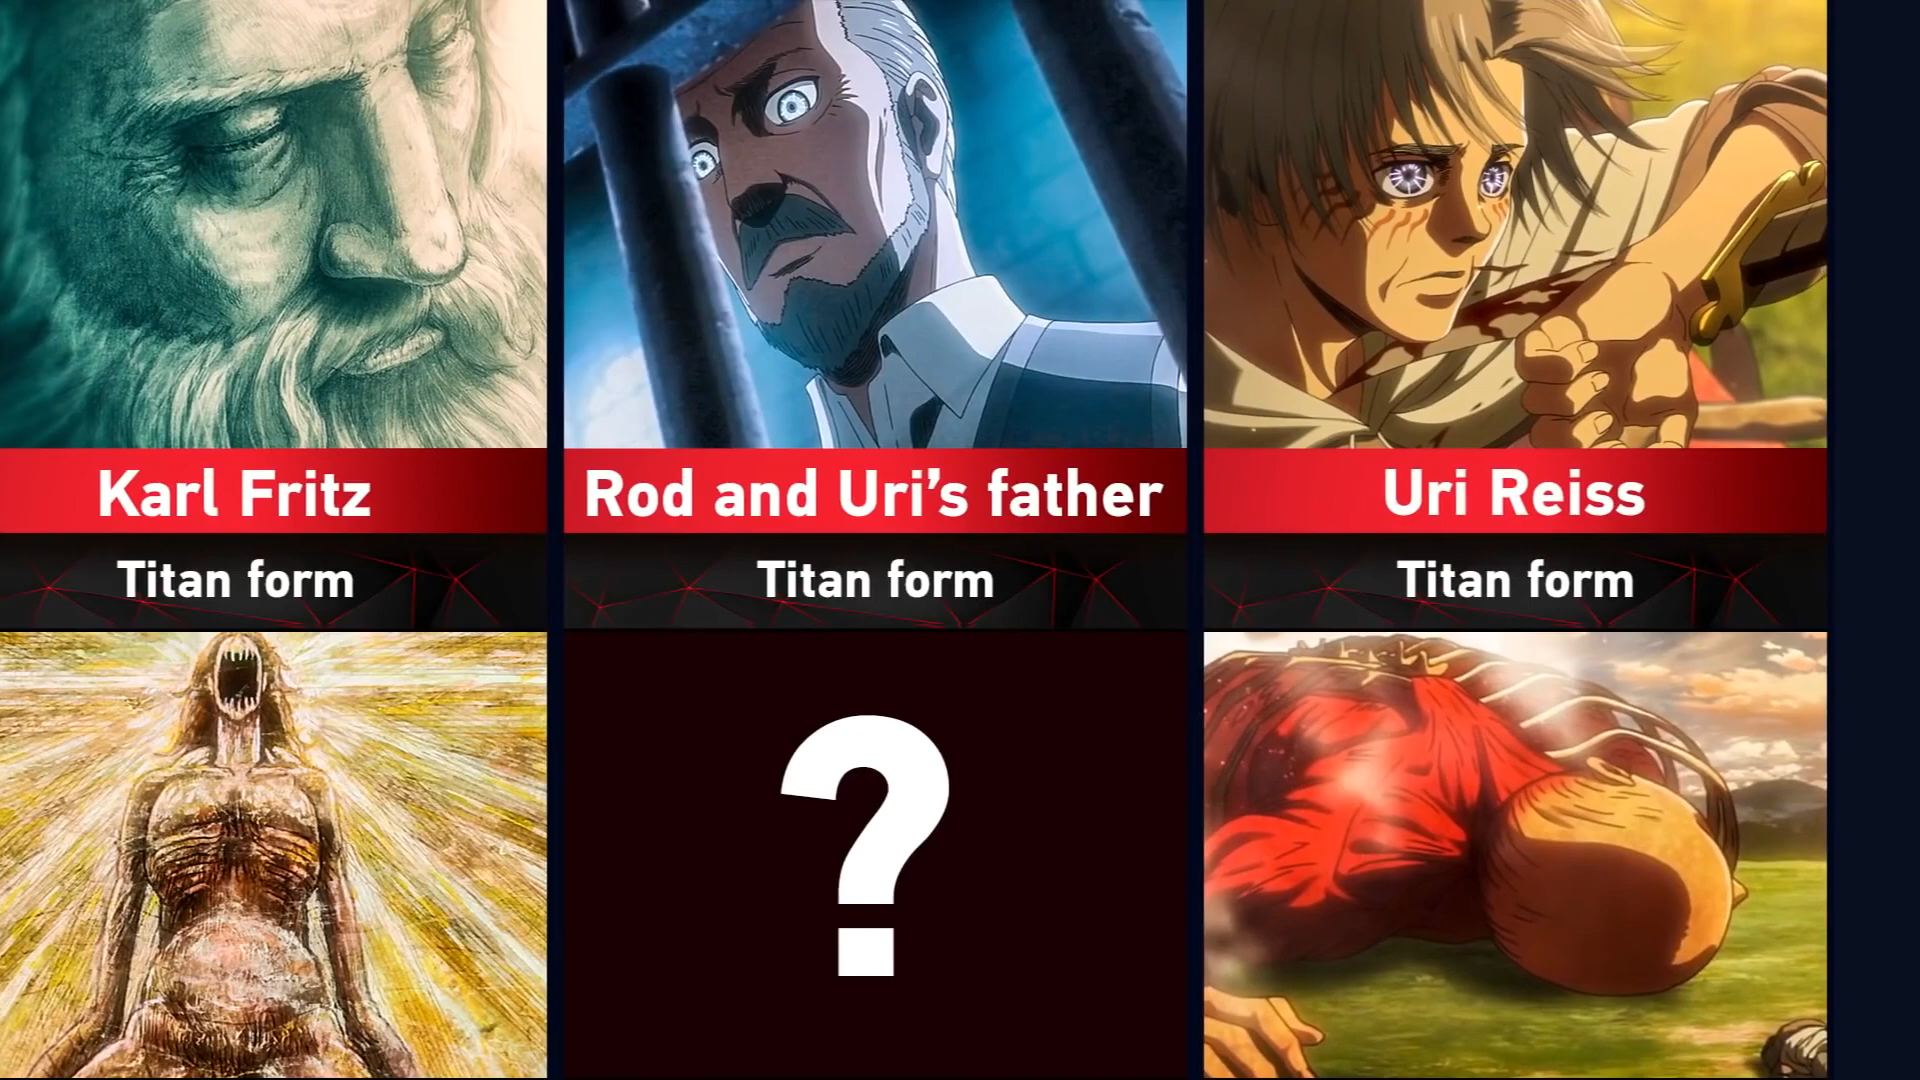 Karl Fritz
Titan form
Rod and Uri's father
Titan form
?
Uri Reiss
Titan form